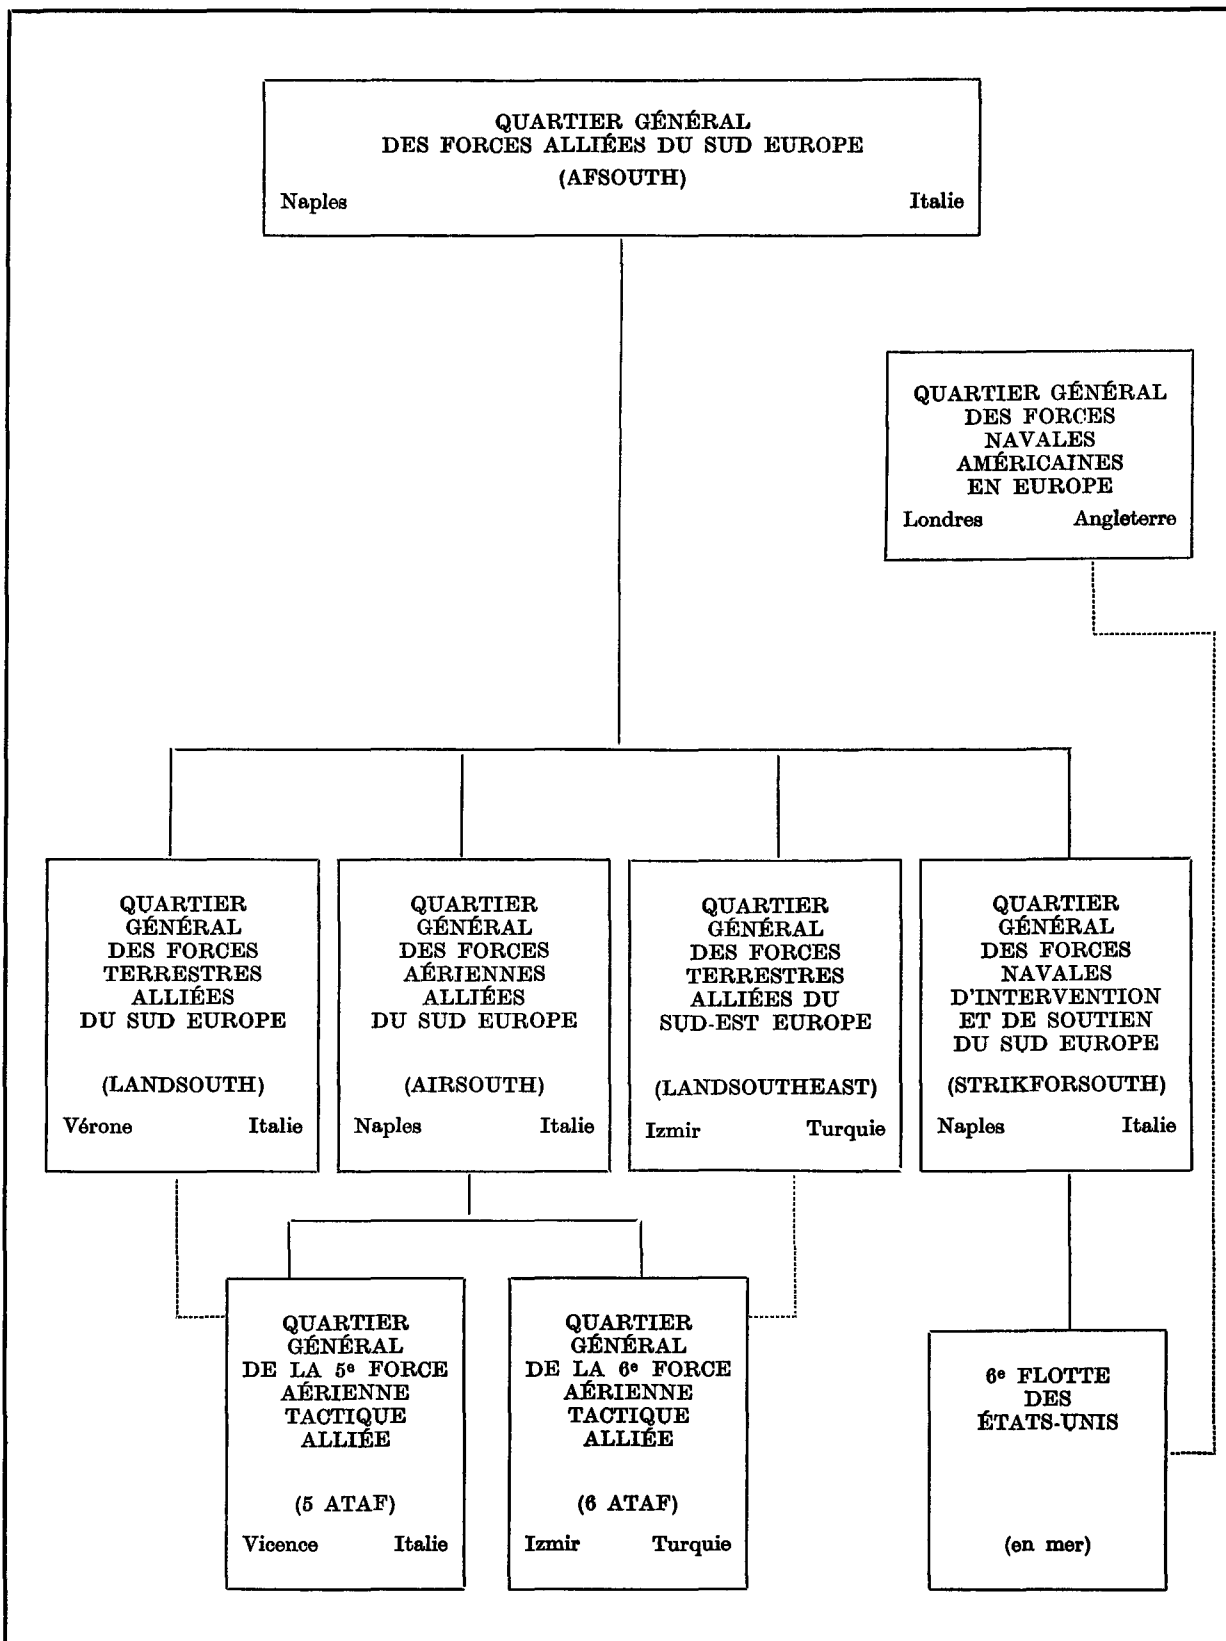 QUARTIER GÉNÉRAL
DES FORCES ALLIÉES DU SUD EUROPE
(AFSOUTH)
Naples Italie
QUARTIER GÉNÉRAL
DES FORCES
NAVALES
AMÉRICAINES
EN EUROPE
Londres Angleterre
QUARTIER
GÉNÉRAL
DES FORCES
TERRESTRES
ALLIÉES
DU SUD EUROPE
(LANDSOUTH)
Vérone Italie
QUARTIER
GÉNÉRAL
DES FORCES
AÉRIENNES
ALLIÉES
DU SUD EUROPE
(AIRSOUTH)
Naples Italie
QUARTIER
GÉNÉRAL
DES FORCES
TERRESTRES
ALLIÉES DU
SUD-EST EUROPE
(LANDSOUTHEAST)
Izmir Turquie
QUARTIER
GÉNÉRAL
DES FORCES
NAVALES
D'INTERVENTION
ET DE SOUTIEN
DU SUD EUROPE
(STRIKFORSOUTH)
Naples Italie
QUARTIER
GÉNÉRAL
DE LA 5e FORCE
AÉRIENNE
TACTIQUE
ALLIÉE
(5 ATAF)
Vicence Italie
QUARTIER
GÉNÉRAL
DE LA 6e FORCE
AÉRIENNE
TACTIQUE
ALLIÉE
(6 ATAF)
Izmir Turquie
6e FLOTTE
DES
ÉTATS-UNIS
(en mer)